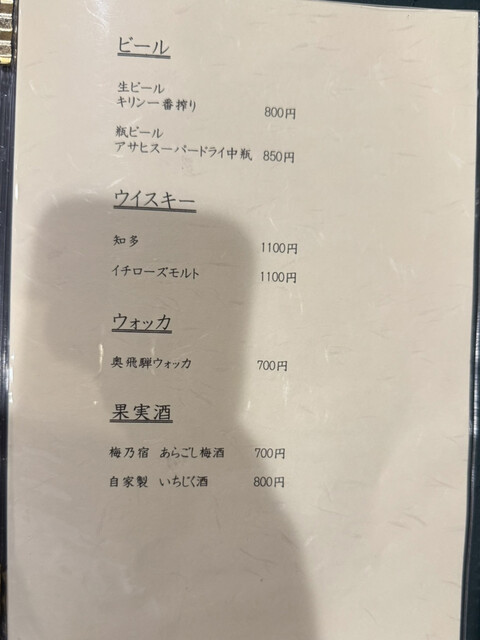 ビール
生ビール
キリン一番搾り 800円
瓶ビール
アサヒスーパードライ中瓶 850円
ウイスキー
知多 1100円
イチローズモルト 1100円
ウォッカ
奥飛騨ウォッカ 700円
果実酒
梅乃宿 あらごし梅酒 700円
自家製 いちじく酒 800円